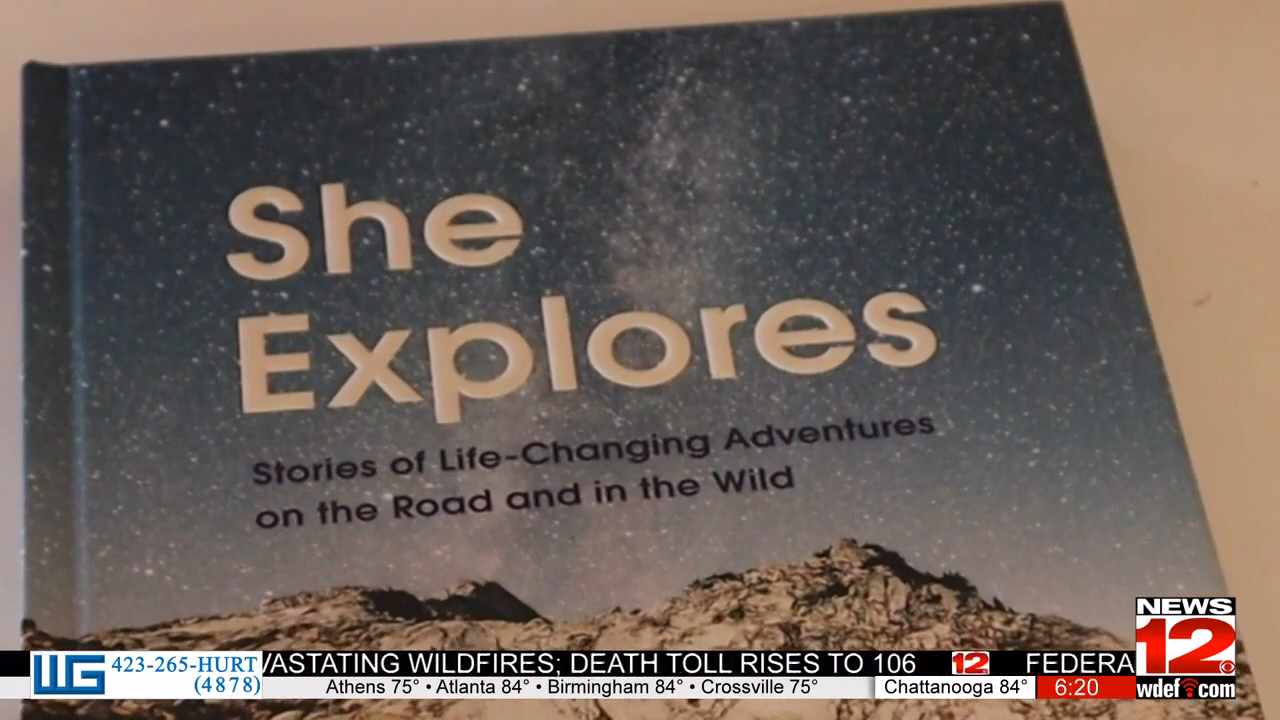 She
Explores
Stories of Life-Changing Adventures
on the Road and in the Wild
423-265-HURT
(4878)
VASTATING WILDFIRES; DEATH TOLL RISES TO 106
12
FEDERA
Athens 75° • Atlanta 84° • Birmingham 84° • Crossville 75°
Chattanooga 84°
6:20
NEWS
12
wdef.com